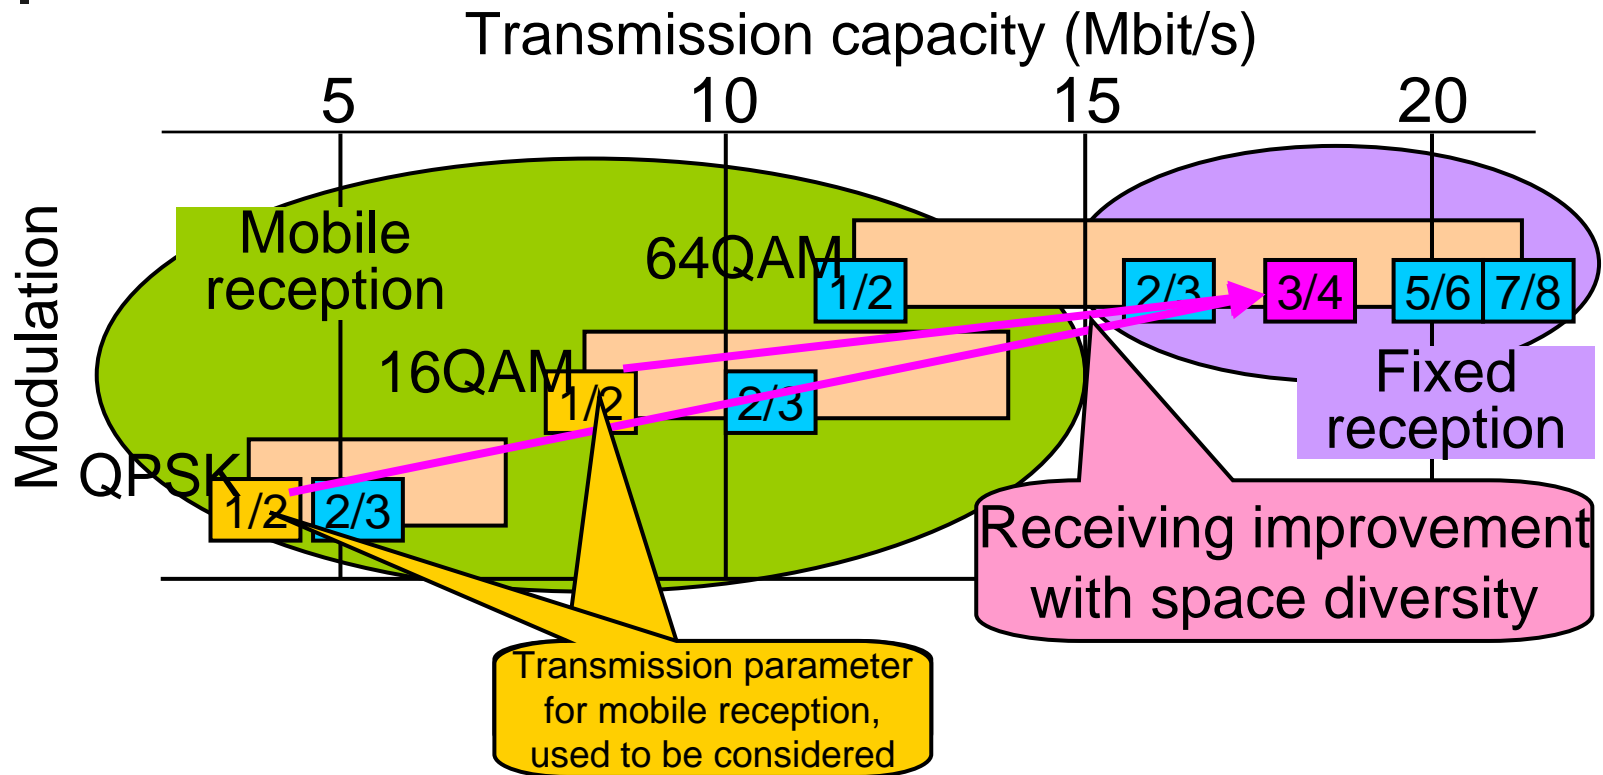 Transmission capacity (Mbit/s)
5 10 15 20
Modulation
Mobile
reception
64QAM
1/2 2/3 3/4 5/6 7/8
16QAM
1/2 2/3
Fixed
reception
QPSK
1/2 2/3
Receiving improvement
with space diversity
Transmission parameter
for mobile reception,
used to be considered